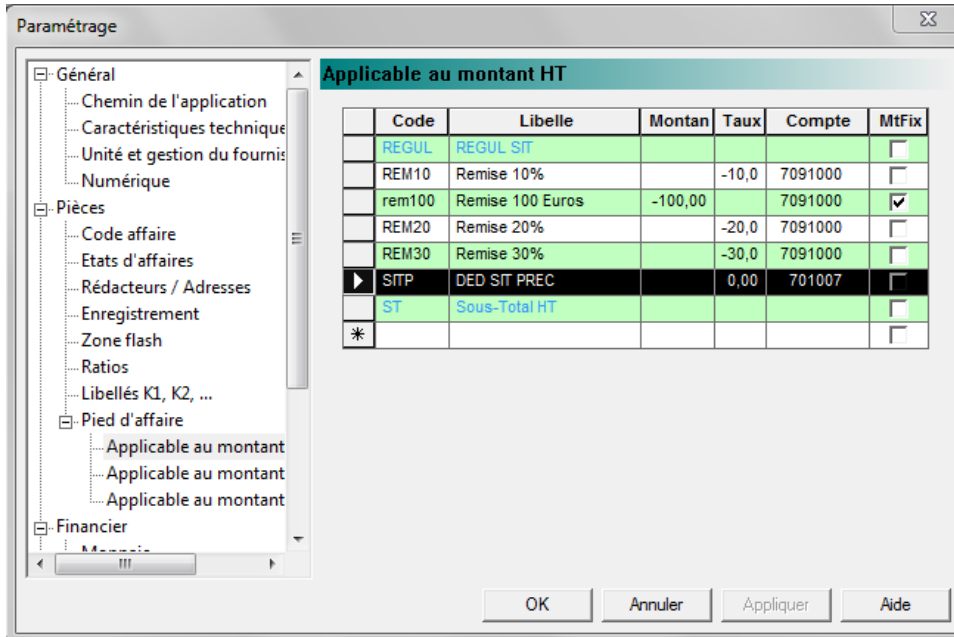 Paramétrage
Général
Chemin de l'application
Caractéristiques technique
Unité et gestion du fournis
Numérique
Pièces
Code affaire
Etats d'affaires
Rédacteurs / Adresses
Enregistrement
Zone flash
Ratios
Libellés K1, K2, ...
Pied d'affaire
Applicable au montant
Applicable au montant
Applicable au montant
Financier
Applicable au montant HT
Code Libelle Montan Taux Compte MtFix
REGUL REGUL SIT
REM10 Remise 10% -10,0 7091000
rem100 Remise 100 Euros -100,00 7091000
REM20 Remise 20% -20,0 7091000
REM30 Remise 30% -30,0 7091000
SITP DED SIT PREC 0,00 701007
ST Sous-Total HT
OK Annuler Appliquer Aide